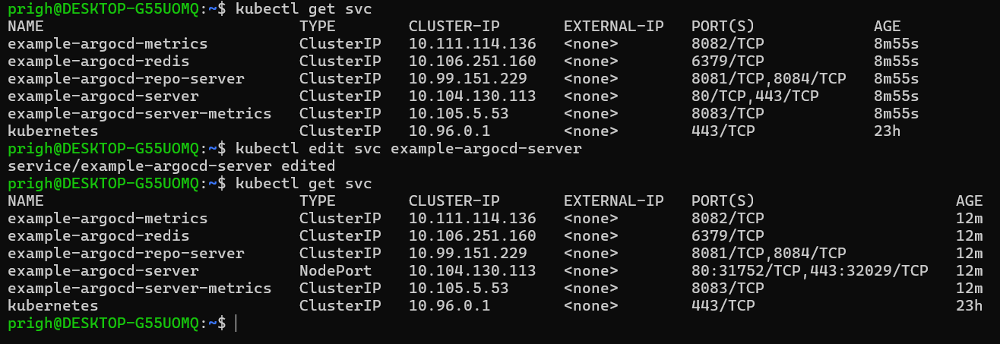 prigh@DESKTOP-G55UOMQ:~$ kubectl get svc
NAME                            TYPE        CLUSTER-IP       EXTERNAL-IP   PORT(S)             AGE
example-argocd-metrics          ClusterIP   10.111.114.136   <none>        8082/TCP            8m55s
example-argocd-redis            ClusterIP   10.106.251.160   <none>        6379/TCP            8m55s
example-argocd-repo-server      ClusterIP   10.99.151.229    <none>        8081/TCP,8084/TCP   8m55s
example-argocd-server           ClusterIP   10.104.130.113   <none>        80/TCP,443/TCP      8m55s
example-argocd-server-metrics   ClusterIP   10.105.5.53      <none>        8083/TCP            8m55s
kubernetes                      ClusterIP   10.96.0.1        <none>        443/TCP             23h
prigh@DESKTOP-G55UOMQ:~$ kubectl edit svc example-argocd-server
service/example-argocd-server edited
prigh@DESKTOP-G55UOMQ:~$ kubectl get svc
NAME                            TYPE        CLUSTER-IP       EXTERNAL-IP   PORT(S)                      AGE
example-argocd-metrics          ClusterIP   10.111.114.136   <none>        8082/TCP                     12m
example-argocd-redis            ClusterIP   10.106.251.160   <none>        6379/TCP                     12m
example-argocd-repo-server      ClusterIP   10.99.151.229    <none>        8081/TCP,8084/TCP            12m
example-argocd-server           NodePort    10.104.130.113   <none>        80:31752/TCP,443:32029/TCP   12m
example-argocd-server-metrics   ClusterIP   10.105.5.53      <none>        8083/TCP                     12m
kubernetes                      ClusterIP   10.96.0.1        <none>        443/TCP                      23h
prigh@DESKTOP-G55UOMQ:~$